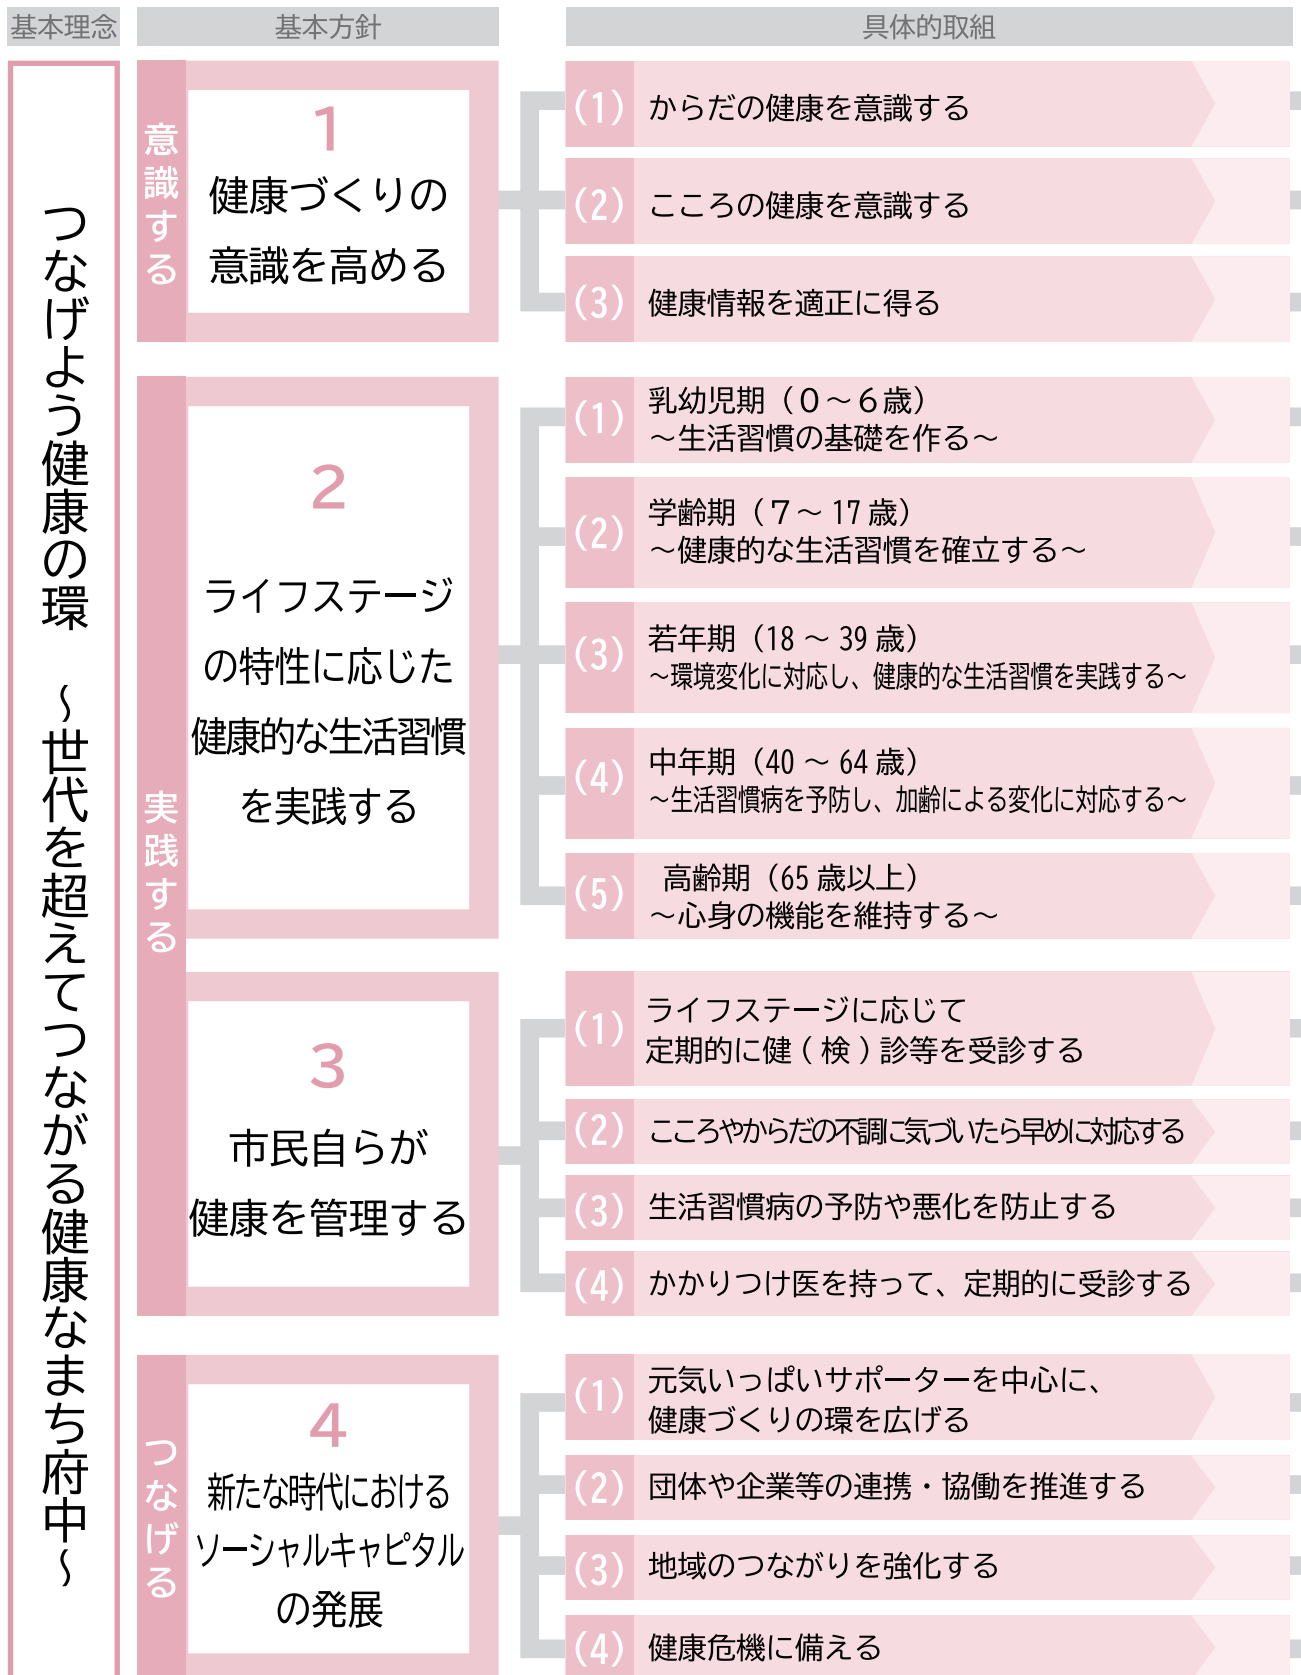 基本理念
基本方針
具体的取組
つなげよう健康の環　～世代を超えてつながる健康なまち府中～
意識する
1
健康づくりの
意識を高める
(1) からだの健康を意識する
(2) こころの健康を意識する
(3) 健康情報を適正に得る
実践する
2
ライフステージ
の特性に応じた
健康的な生活習慣
を実践する
(1) 乳幼児期（０～６歳）
～生活習慣の基礎を作る～
(2) 学齢期（７～ 17 歳）
～健康的な生活習慣を確立する～
(3) 若年期（18 ～ 39 歳）
～環境変化に対応し、健康的な生活習慣を実践する～
(4) 中年期（40 ～ 64 歳）
～生活習慣病を予防し、加齢による変化に対応する～
(5) 高齢期（65 歳以上）
～心身の機能を維持する～
3
市民自らが
健康を管理する
(1) ライフステージに応じて
定期的に健 ( 検 ) 診等を受診する
(2) こころやからだの不調に気づいたら早めに対応する
(3) 生活習慣病の予防や悪化を防止する
(4) かかりつけ医を持って、定期的に受診する
つなげる
4
新たな時代における
ソーシャルキャピタル
の発展
(1) 元気いっぱいサポーターを中心に、
健康づくりの環を広げる
(2) 団体や企業等の連携・協働を推進する
(3) 地域のつながりを強化する
(4) 健康危機に備える